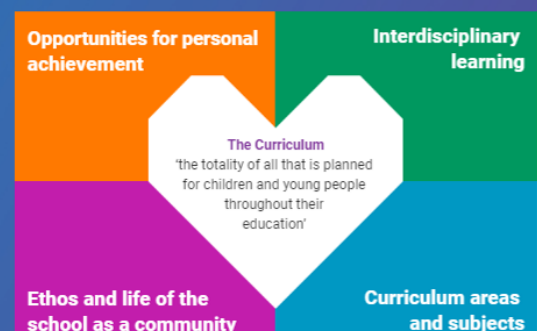 Opportunities for personal
achievement
Interdisciplinary
learning
The Curriculum
‘the totality of all that is planned
for children and young people
throughout their
education’
Ethos and life of the
school as a community
Curriculum areas
and subjects